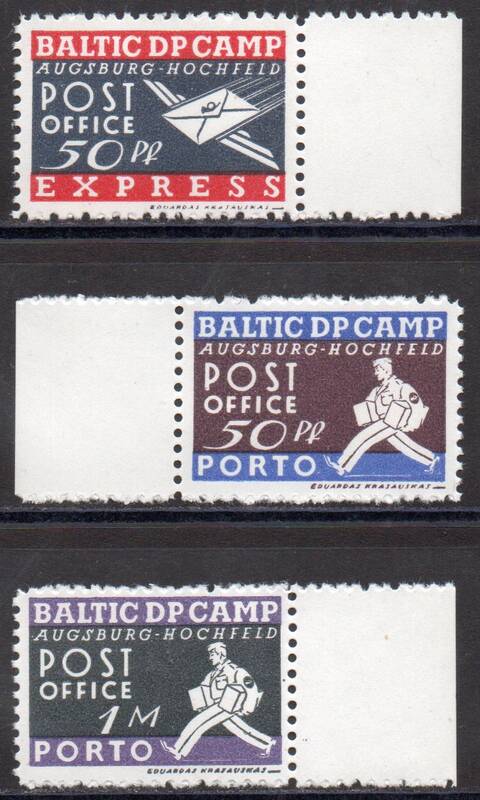 BALTIC DP CAMP
AUGSBURG-HOCHFELD
POST
OFFICE
50 Pf
EXPRESS
EDUARDAS KRASAUSKAS
BALTIC DP CAMP
AUGSBURG-HOCHFELD
POST
OFFICE
50 Pf
PORTO
EDUARDAS KRASAUSKAS
BALTIC DP CAMP
AUGSBURG-HOCHFELD
POST
OFFICE
1 M
PORTO
EDUARDAS KRASAUSKAS